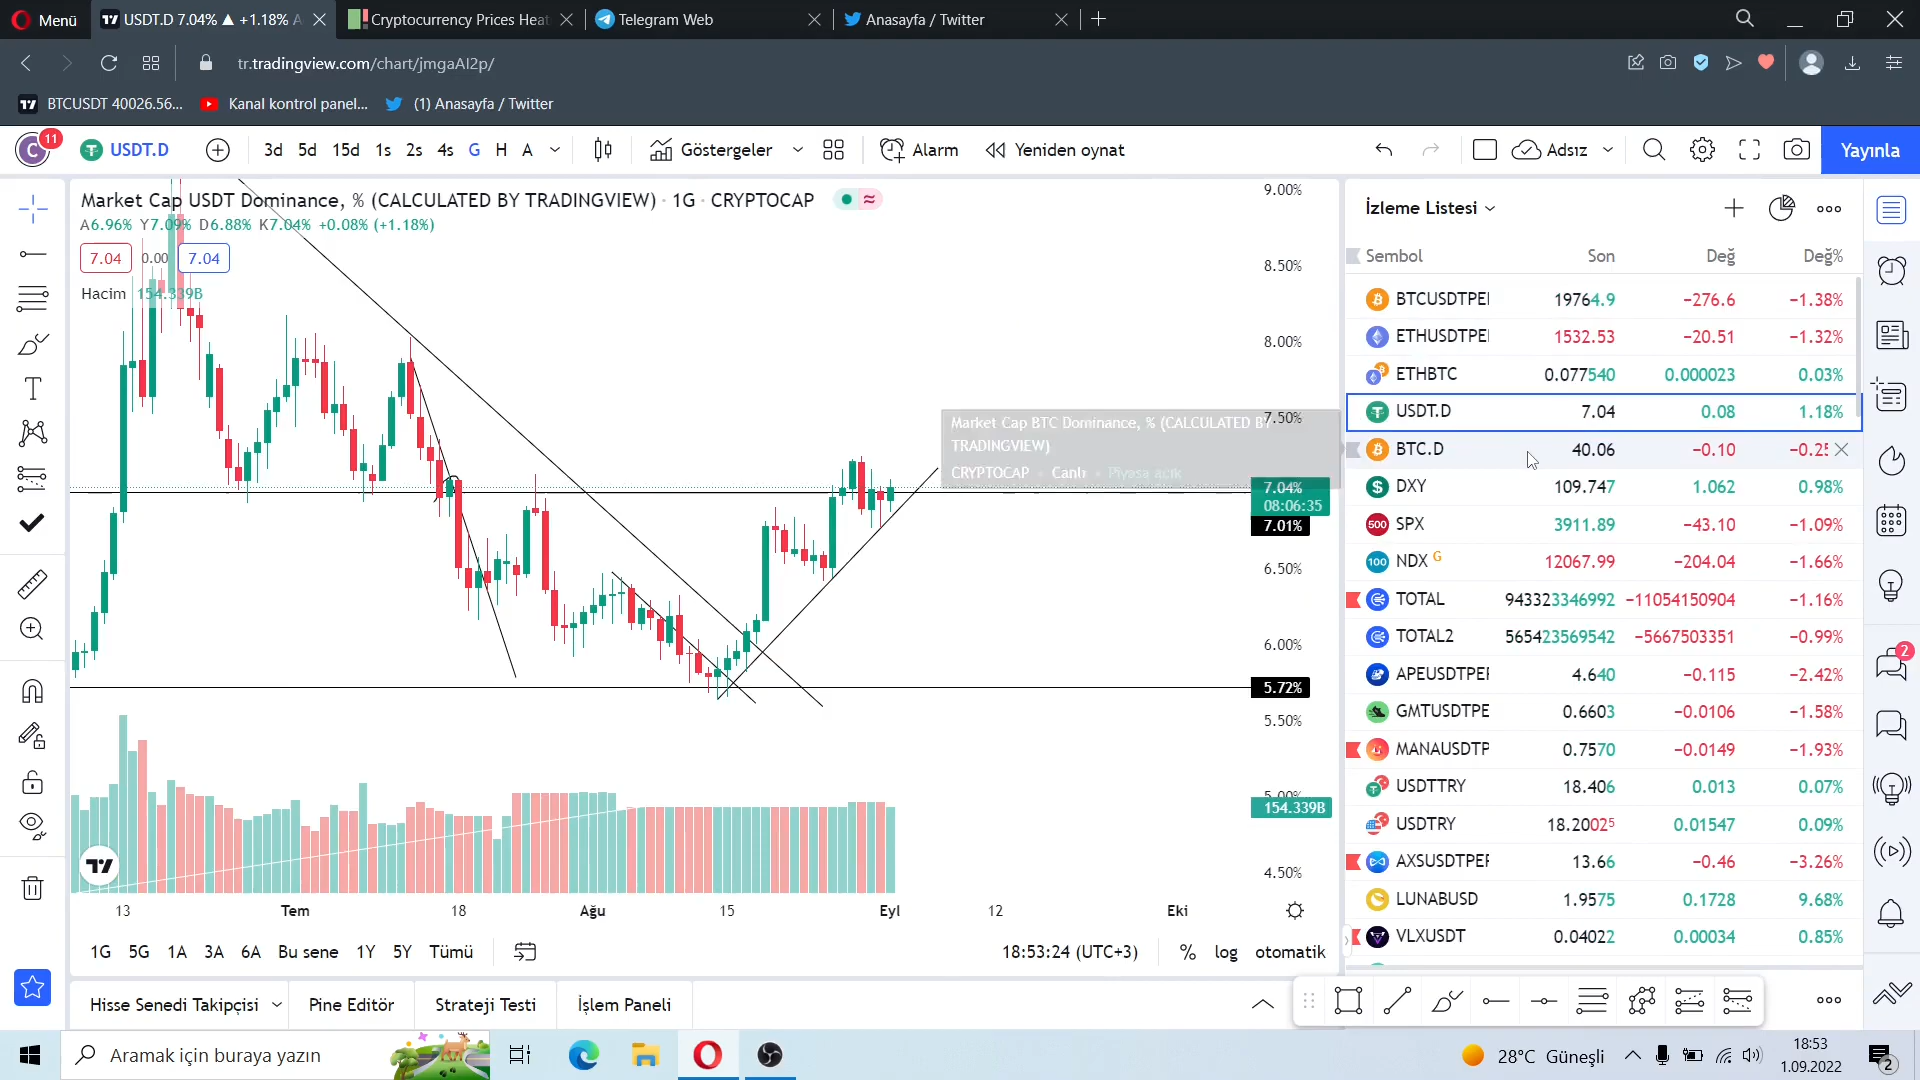 Menü
USDT.D 7.04% ▲ +1.18%
Cryptocurrency Prices Heat
Telegram Web
Anasayfa / Twitter
tr.tradingview.com/chart/jmgaAl2p/
BTCUSDT 40026.56...
Kanal kontrol panel...
(1) Anasayfa / Twitter
C
11
USDT.D
3d 5d 15d 1s 2s 4s G H A
Göstergeler
Alarm
Yeniden oynat
Adsız
Yayınla
Market Cap USDT Dominance, % (CALCULATED BY TRADINGVIEW) · 1G · CRYPTOCAP
A6.96% Y7.09% D6.88% K7.04% +0.08% (+1.18%)
7.04 0.00 7.04
Hacim 154.339B
9.00%
8.50%
8.00%
7.50%
7.04%
08:06:35
7.01%
6.50%
6.00%
5.72%
5.50%
5.00%
154.339B
4.50%
Market Cap BTC Dominance, % (CALCULATED BY
TRADINGVIEW)
CRYPTOCAP • Canlı • Piyasa açık
13 Tem 18 Ağu 15 Eyl 12 Eki
1G 5G 1A 3A 6A Bu sene 1Y 5Y Tümü
18:53:24 (UTC+3) % log otomatik
Hisse Senedi Takipçisi
Pine Editör
Strateji Testi
İşlem Paneli
İzleme Listesi
Sembol Son Değ Değ%
BTCUSDTPE 19764.9 −276.6 −1.38%
ETHUSDTPE 1532.53 −20.51 −1.32%
ETHBTC 0.077540 0.000023 0.03%
USDT.D 7.04 0.08 1.18%
BTC.D 40.06 −0.10 −0.25
DXY 109.747 1.062 0.98%
500 SPX 3911.89 −43.10 −1.09%
100 NDX G 12067.99 −204.04 −1.66%
TOTAL 943323346992 −11054150904 −1.16%
TOTAL2 565423569542 −5667503351 −0.99%
APEUSDTPE 4.640 −0.115 −2.42%
GMTUSDTPE 0.6603 −0.0106 −1.58%
MANAUSDTP 0.7570 −0.0149 −1.93%
USDTTRY 18.406 0.013 0.07%
USDTRY 18.20025 0.01547 0.09%
AXSUSDTPE 13.66 −0.46 −3.26%
LUNABUSD 1.9575 0.1728 9.68%
VLXUSDT 0.04022 0.00034 0.85%
2
Aramak için buraya yazın
28°C Güneşli
18:53
1.09.2022
2